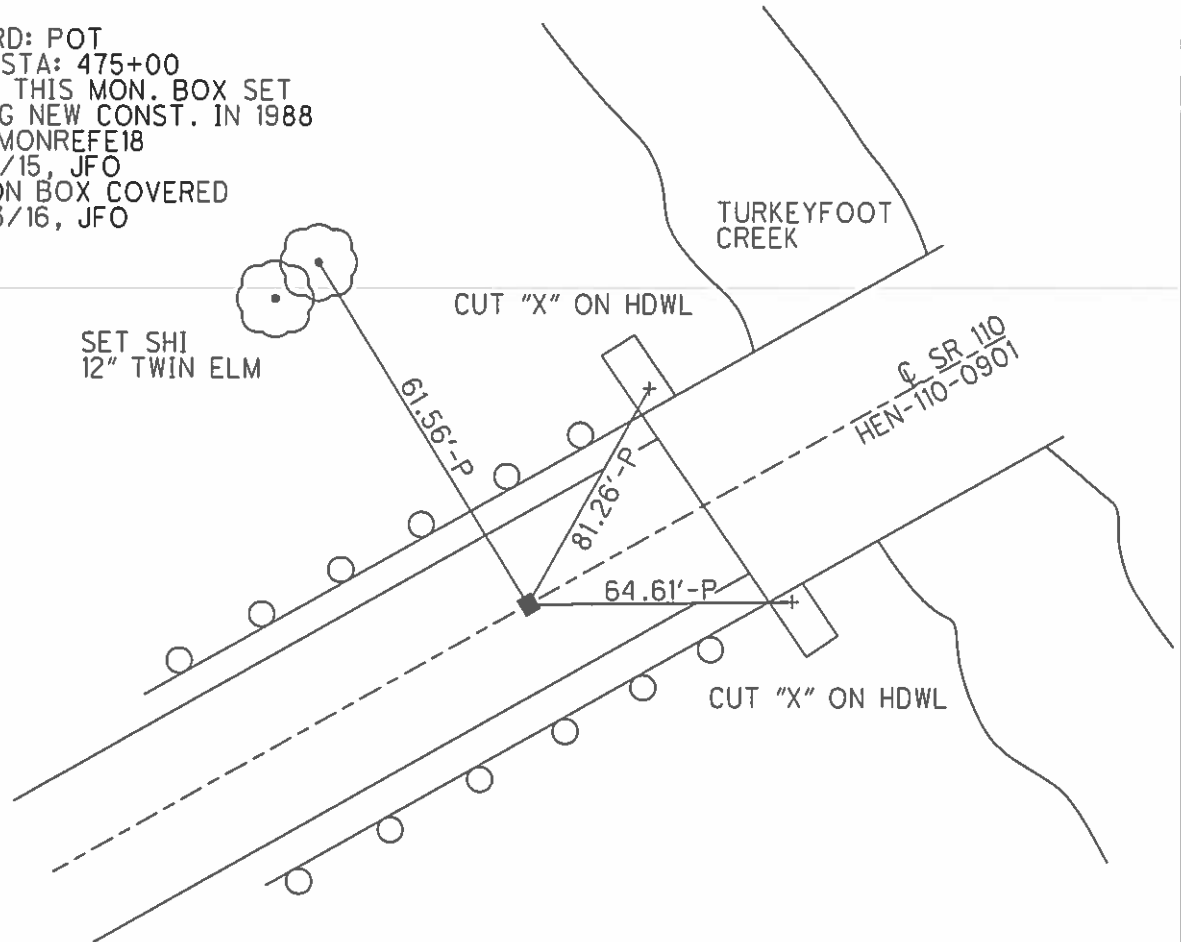 RD: POT
STA: 475+00
THIS MON. BOX SET
G NEW CONST. IN 1988
MONREFE18
/15, JFO
ON BOX COVERED
6/16, JFO
TURKEYFOOT
CREEK
CUT "X" ON HDWL
SET SHI
12" TWIN ELM
℄ SR 110
HEN-110-0901
61.56'-P
81.26'-P
64.61'-P
CUT "X" ON HDWL